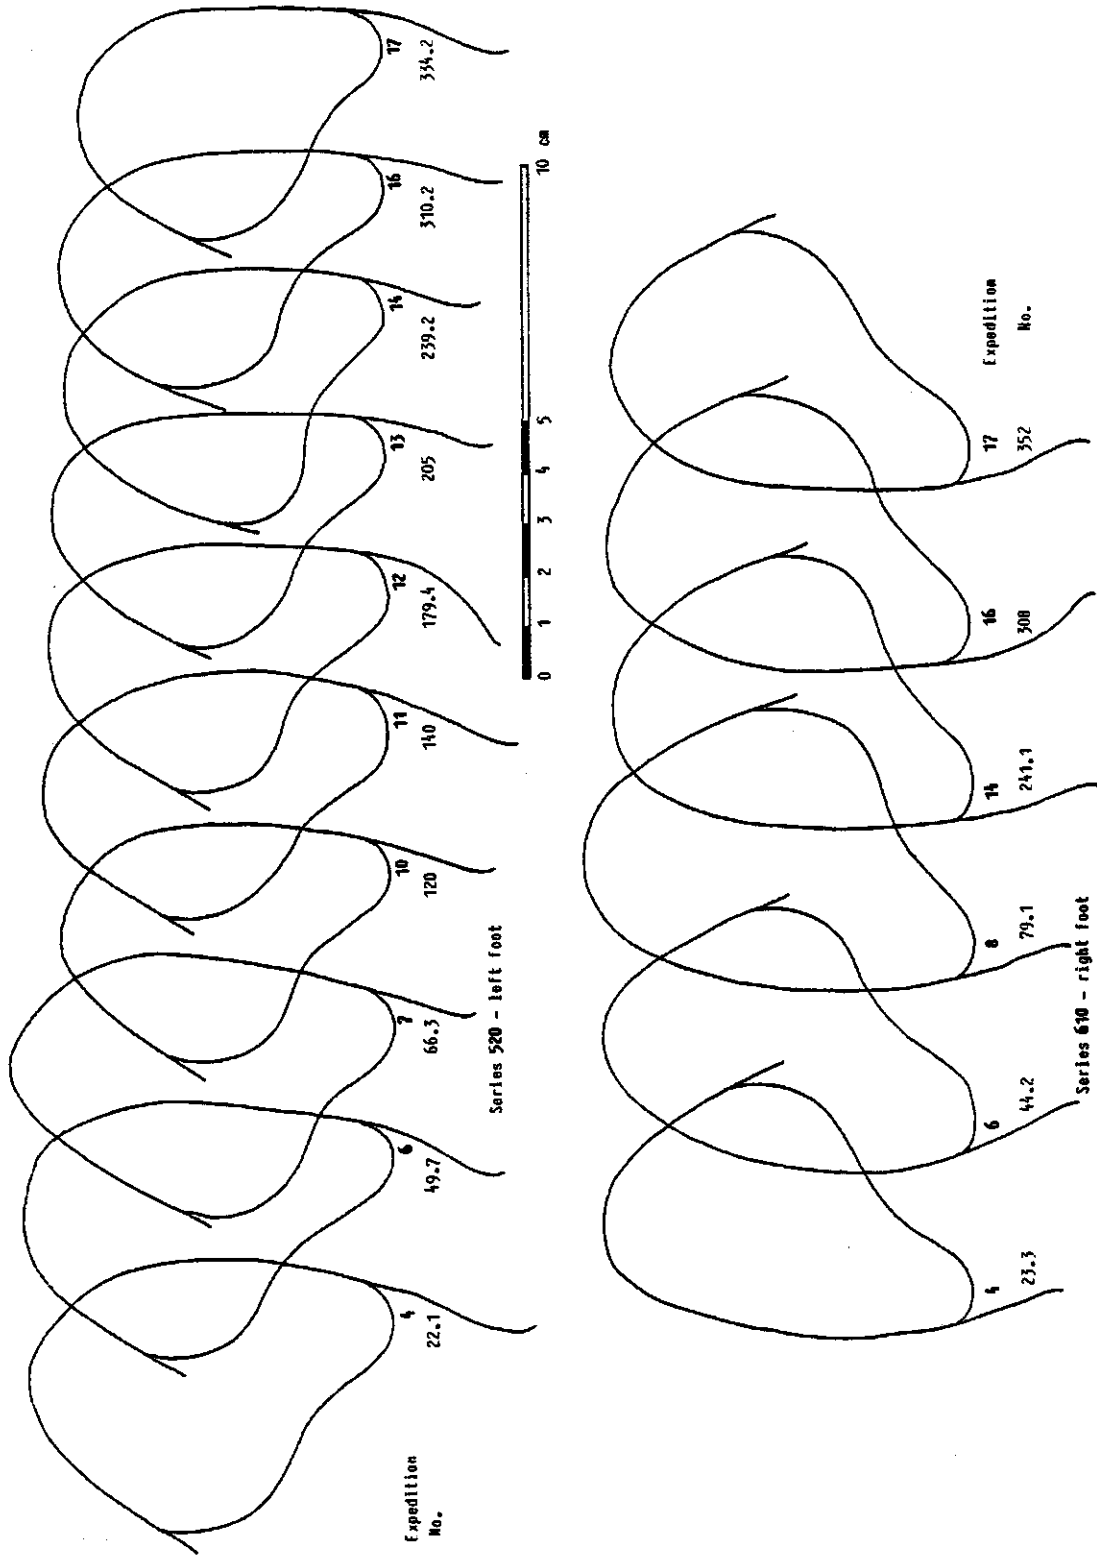 Expedition 4 6 7 10 11 12 13 14 16 17
No. 22.1 49.7 66.3 120 140 179.4 205 239.2 310.2 334.2
Series 520 - left foot
0 1 2 3 4 5 10 cm
4 6 8 14 16 17 Expedition
23.3 44.2 79.1 241.1 308 352 No.
Series 610 - right foot